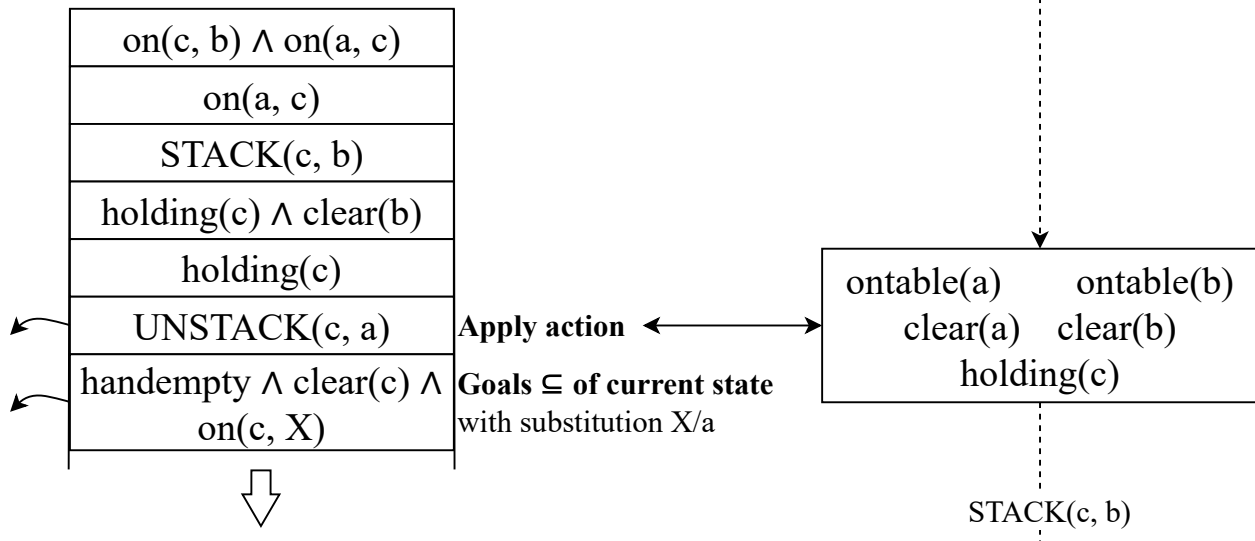 on(c, b) ∧ on(a, c)
on(a, c)
STACK(c, b)
holding(c) ∧ clear(b)
holding(c)
UNSTACK(c, a)
Apply action
handempty ∧ clear(c) ∧
on(c, X)
Goals ⊆ of current state
with substitution X/a
ontable(a) ontable(b)
clear(a) clear(b)
holding(c)
STACK(c, b)